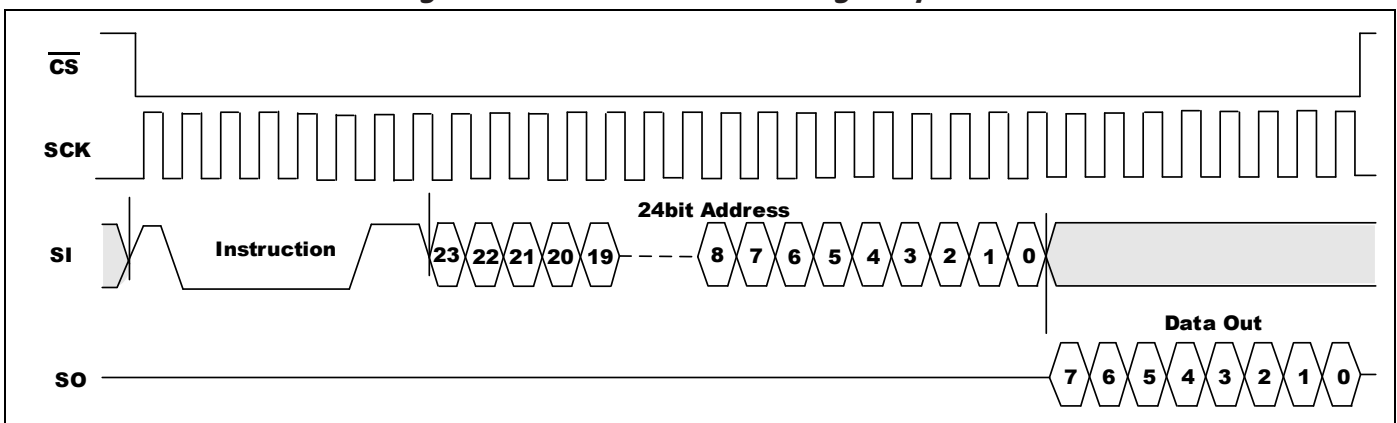 CS
SCK
24bit Address
SI Instruction 23 22 21 20 19 8 7 6 5 4 3 2 1 0
Data Out
SO 7 6 5 4 3 2 1 0